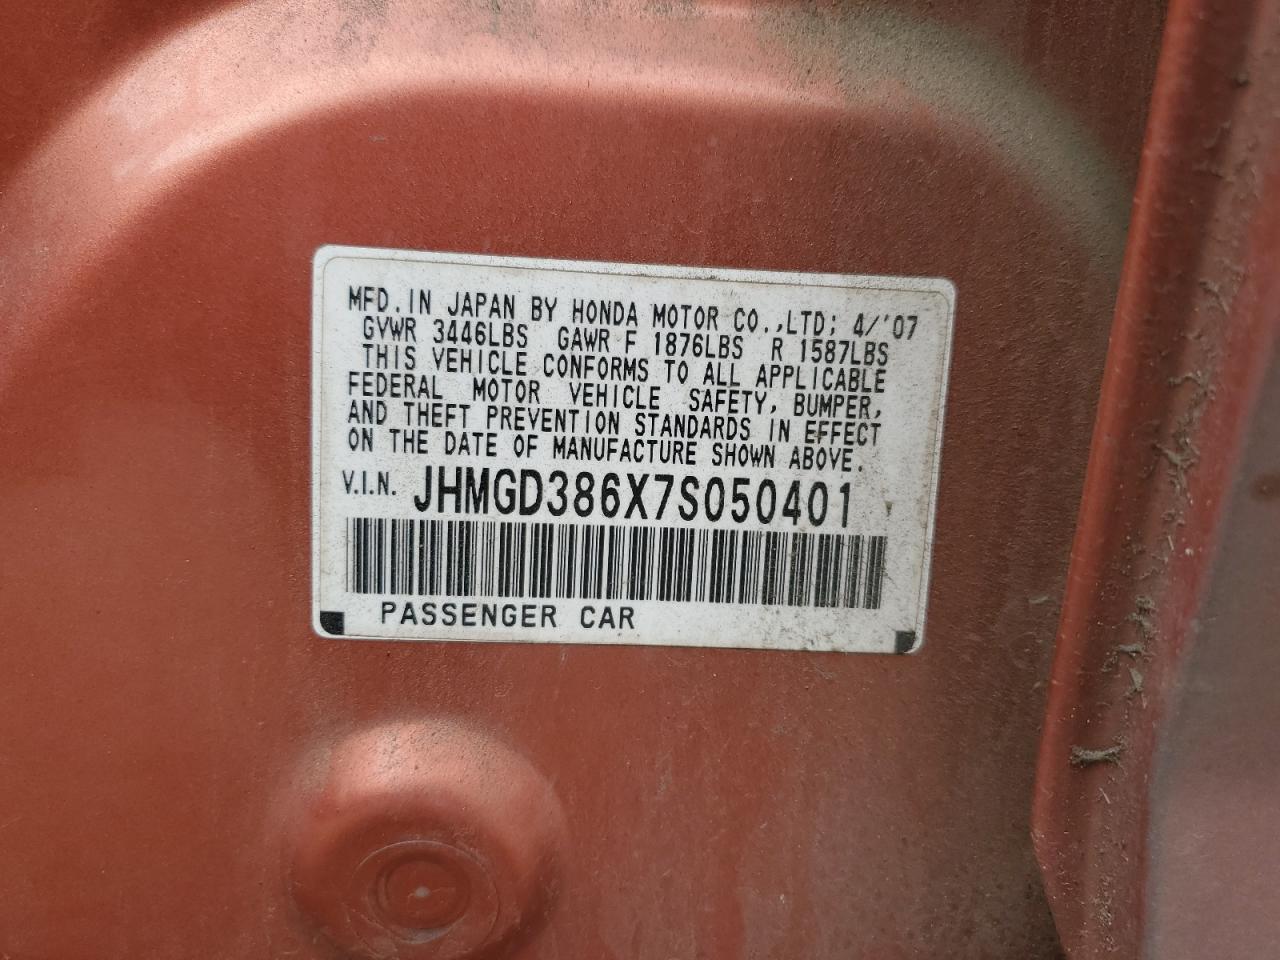 MFD. IN JAPAN BY HONDA MOTOR CO.,LTD; 4/'07
GVWR 3446LBS GAWR F 1876LBS R 1587LBS
THIS VEHICLE CONFORMS TO ALL APPLICABLE
FEDERAL MOTOR VEHICLE SAFETY, BUMPER,
AND THEFT PREVENTION STANDARDS IN EFFECT
ON THE DATE OF MANUFACTURE SHOWN ABOVE.
V.I.N. JHMGD386X7S050401
PASSENGER CAR